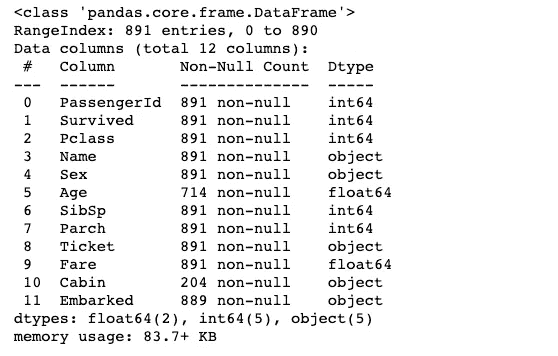 <class 'pandas.core.frame.DataFrame'>
RangeIndex: 891 entries, 0 to 890
Data columns (total 12 columns):
 #   Column       Non-Null Count  Dtype
---  ------       --------------  -----
 0   PassengerId  891 non-null    int64
 1   Survived     891 non-null    int64
 2   Pclass       891 non-null    int64
 3   Name         891 non-null    object
 4   Sex          891 non-null    object
 5   Age          714 non-null    float64
 6   SibSp        891 non-null    int64
 7   Parch        891 non-null    int64
 8   Ticket       891 non-null    object
 9   Fare         891 non-null    float64
 10  Cabin        204 non-null    object
 11  Embarked     889 non-null    object
dtypes: float64(2), int64(5), object(5)
memory usage: 83.7+ KB